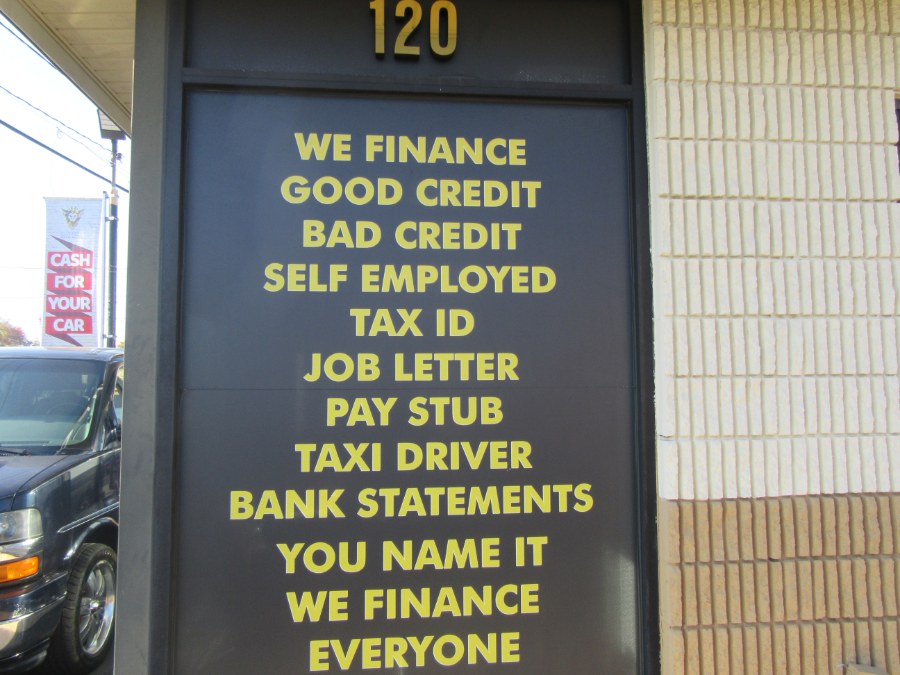 120
WE FINANCE
GOOD CREDIT
BAD CREDIT
SELF EMPLOYED
TAX ID
JOB LETTER
PAY STUB
TAXI DRIVER
BANK STATEMENTS
YOU NAME IT
WE FINANCE
EVERYONE
CASH
FOR
YOUR
CAR